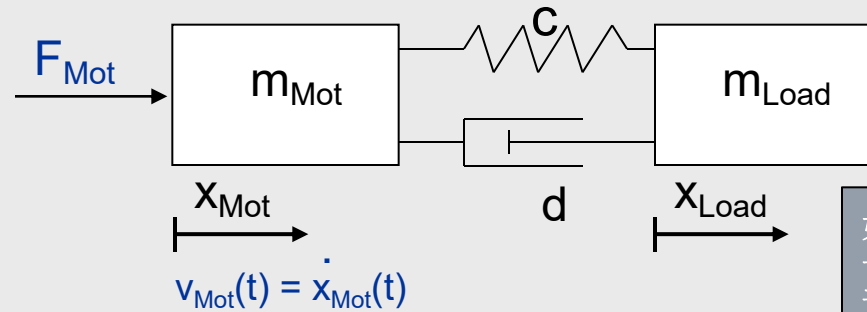 c
F_Mot
m_Mot
m_Load
x_Mot
d
x_Load
v_Mot(t) = ẋ_Mot(t)